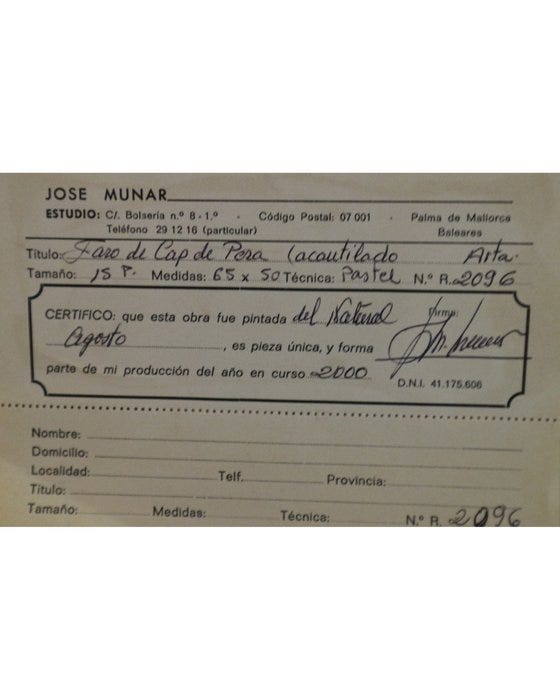 JOSE MUNAR
ESTUDIO: C/. Bolsería n.º 8 - 1.º - Código Postal: 07 001 - Palma de Mallorca
Teléfono 29 12 16 (particular) Baleares
Título: Faro de Cap de Pera (acantilado Arta.
Tamaño: 15 P. Medidas: 65 x 50 Técnica: Pastel N.º R. 2096
CERTIFICO: que esta obra fue pintada del Natural firma:
Agosto, es pieza única, y forma
parte de mi producción del año en curso 2000
D.N.I. 41.175.606
Nombre:
Domicilio:
Localidad: Telf. Provincia:
Título:
Tamaño: Medidas: Técnica: N.º R. 2096